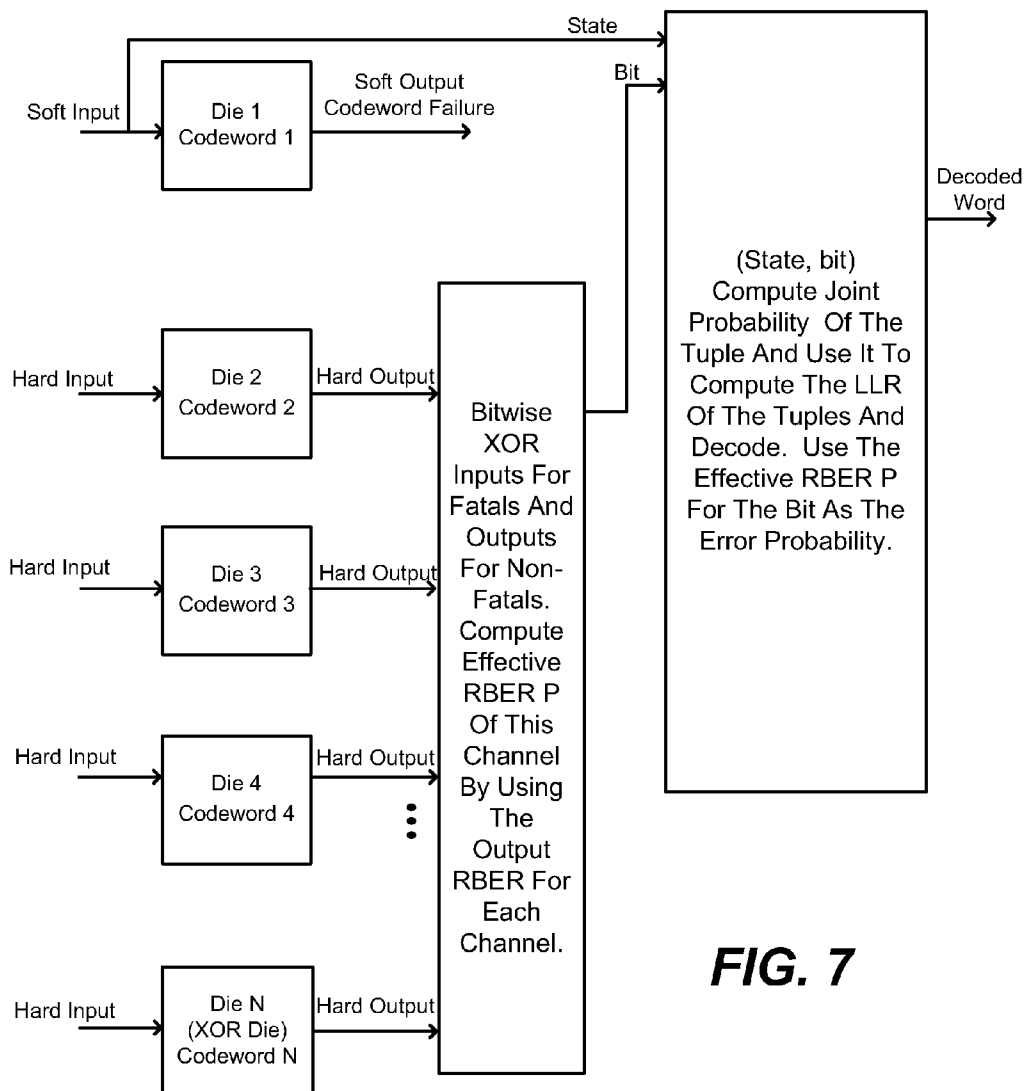 State
Bit
Soft Input
Die 1
Codeword 1
Soft Output
Codeword Failure
Decoded
Word
(State, bit)
Compute Joint
Probability Of The
Tuple And Use It To
Compute The LLR
Of The Tuples And
Decode. Use The
Effective RBER P
For The Bit As The
Error Probability.
Hard Input
Die 2
Codeword 2
Hard Output
Hard Input
Die 3
Codeword 3
Hard Output
Hard Input
Die 4
Codeword 4
Hard Output
Hard Input
Die N
(XOR Die)
Codeword N
Hard Output
Bitwise
XOR
Inputs For
Fatals And
Outputs
For Non-
Fatals.
Compute
Effective
RBER P
Of This
Channel
By Using
The
Output
RBER For
Each
Channel.
FIG. 7